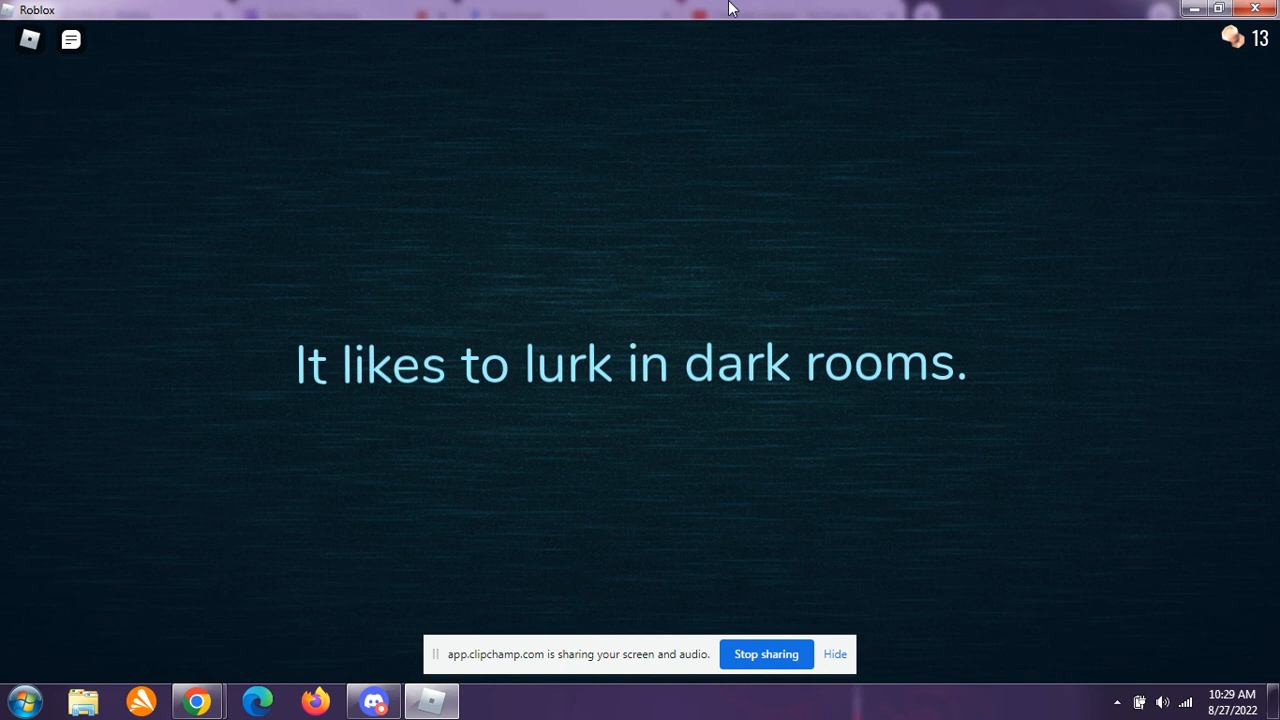 Roblox
13
It likes to lurk in dark rooms.
app.clipchamp.com is sharing your screen and audio.
Stop sharing
Hide
10:29 AM
8/27/2022